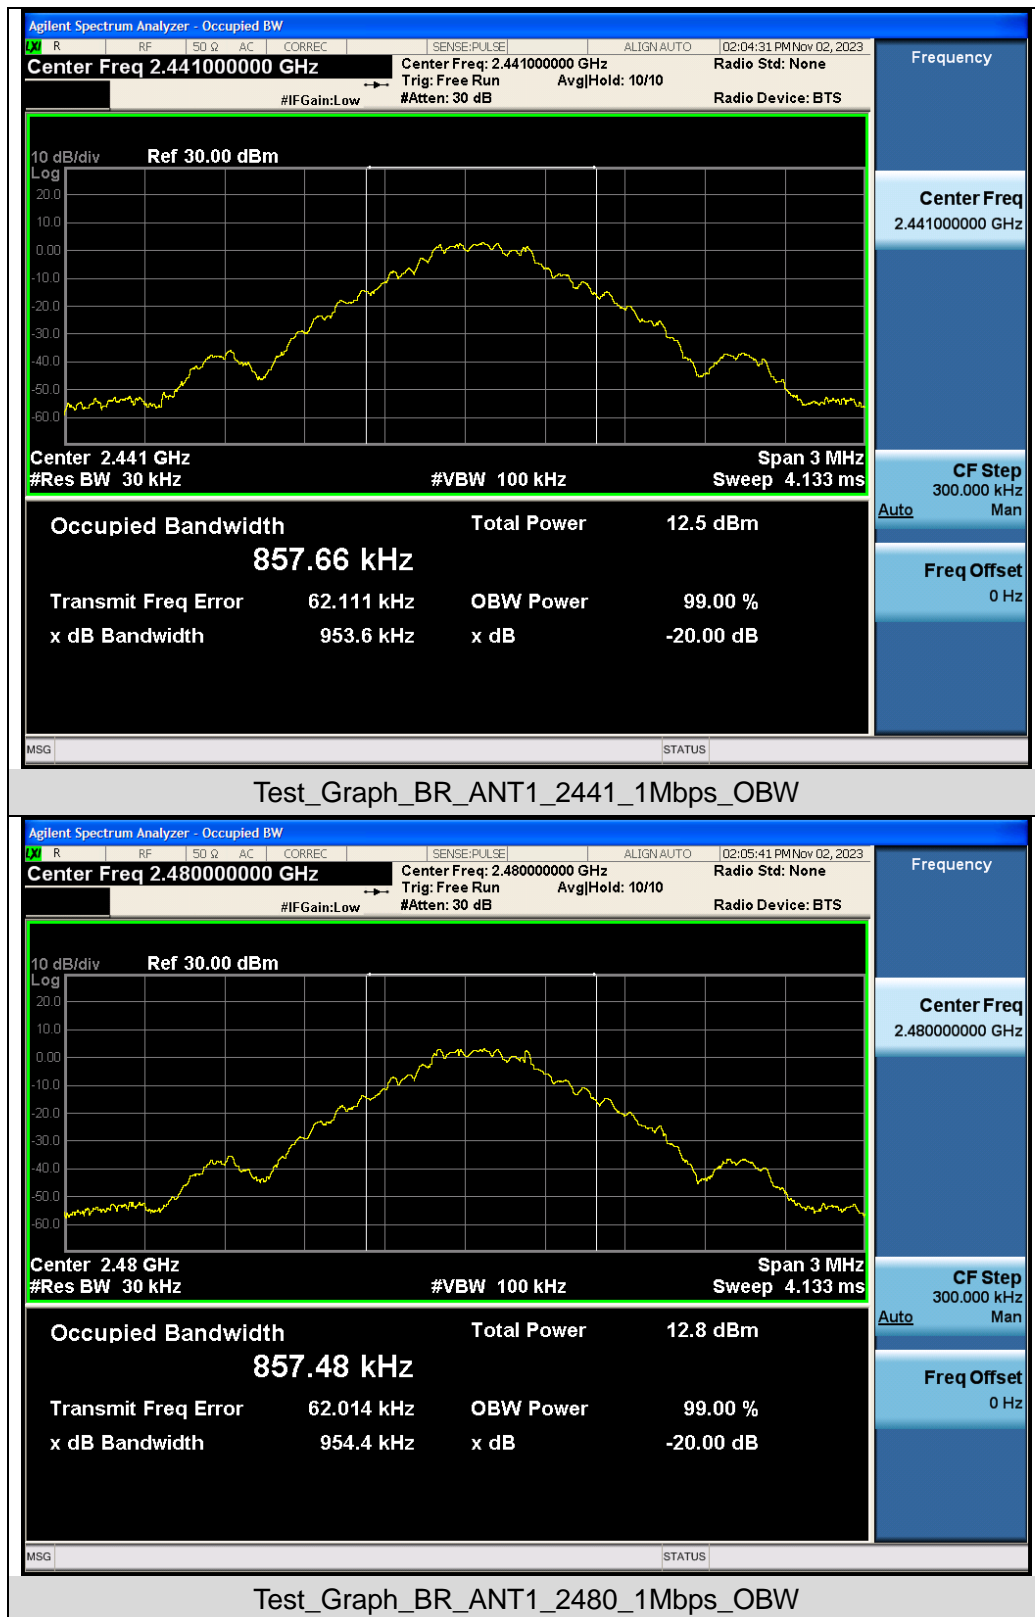 Agilent Spectrum Analyzer - Occupied BW
LXI R RF 50 Ω AC CORREC SENSE:PULSE ALIGN AUTO 02:04:31 PM Nov 02, 2023
Center Freq 2.441000000 GHz Center Freq: 2.441000000 GHz Radio Std: None
Trig: Free Run Avg|Hold: 10/10
#IFGain:Low #Atten: 30 dB Radio Device: BTS
Frequency
10 dB/div Ref 30.00 dBm
Log
20.0
10.0
0.00
-10.0
-20.0
-30.0
-40.0
-50.0
-60.0
Center 2.441 GHz Span 3 MHz
#Res BW 30 kHz #VBW 100 kHz Sweep 4.133 ms
Center Freq
2.441000000 GHz
CF Step
300.000 kHz
Auto Man
Freq Offset
0 Hz
Occupied Bandwidth Total Power 12.5 dBm
857.66 kHz
Transmit Freq Error 62.111 kHz OBW Power 99.00 %
x dB Bandwidth 953.6 kHz x dB -20.00 dB
MSG STATUS
Test_Graph_BR_ANT1_2441_1Mbps_OBW
Agilent Spectrum Analyzer - Occupied BW
LXI R RF 50 Ω AC CORREC SENSE:PULSE ALIGN AUTO 02:05:41 PM Nov 02, 2023
Center Freq 2.480000000 GHz Center Freq: 2.480000000 GHz Radio Std: None
Trig: Free Run Avg|Hold: 10/10
#IFGain:Low #Atten: 30 dB Radio Device: BTS
Frequency
10 dB/div Ref 30.00 dBm
Log
20.0
10.0
0.00
-10.0
-20.0
-30.0
-40.0
-50.0
-60.0
Center 2.48 GHz Span 3 MHz
#Res BW 30 kHz #VBW 100 kHz Sweep 4.133 ms
Center Freq
2.480000000 GHz
CF Step
300.000 kHz
Auto Man
Freq Offset
0 Hz
Occupied Bandwidth Total Power 12.8 dBm
857.48 kHz
Transmit Freq Error 62.014 kHz OBW Power 99.00 %
x dB Bandwidth 954.4 kHz x dB -20.00 dB
MSG STATUS
Test_Graph_BR_ANT1_2480_1Mbps_OBW